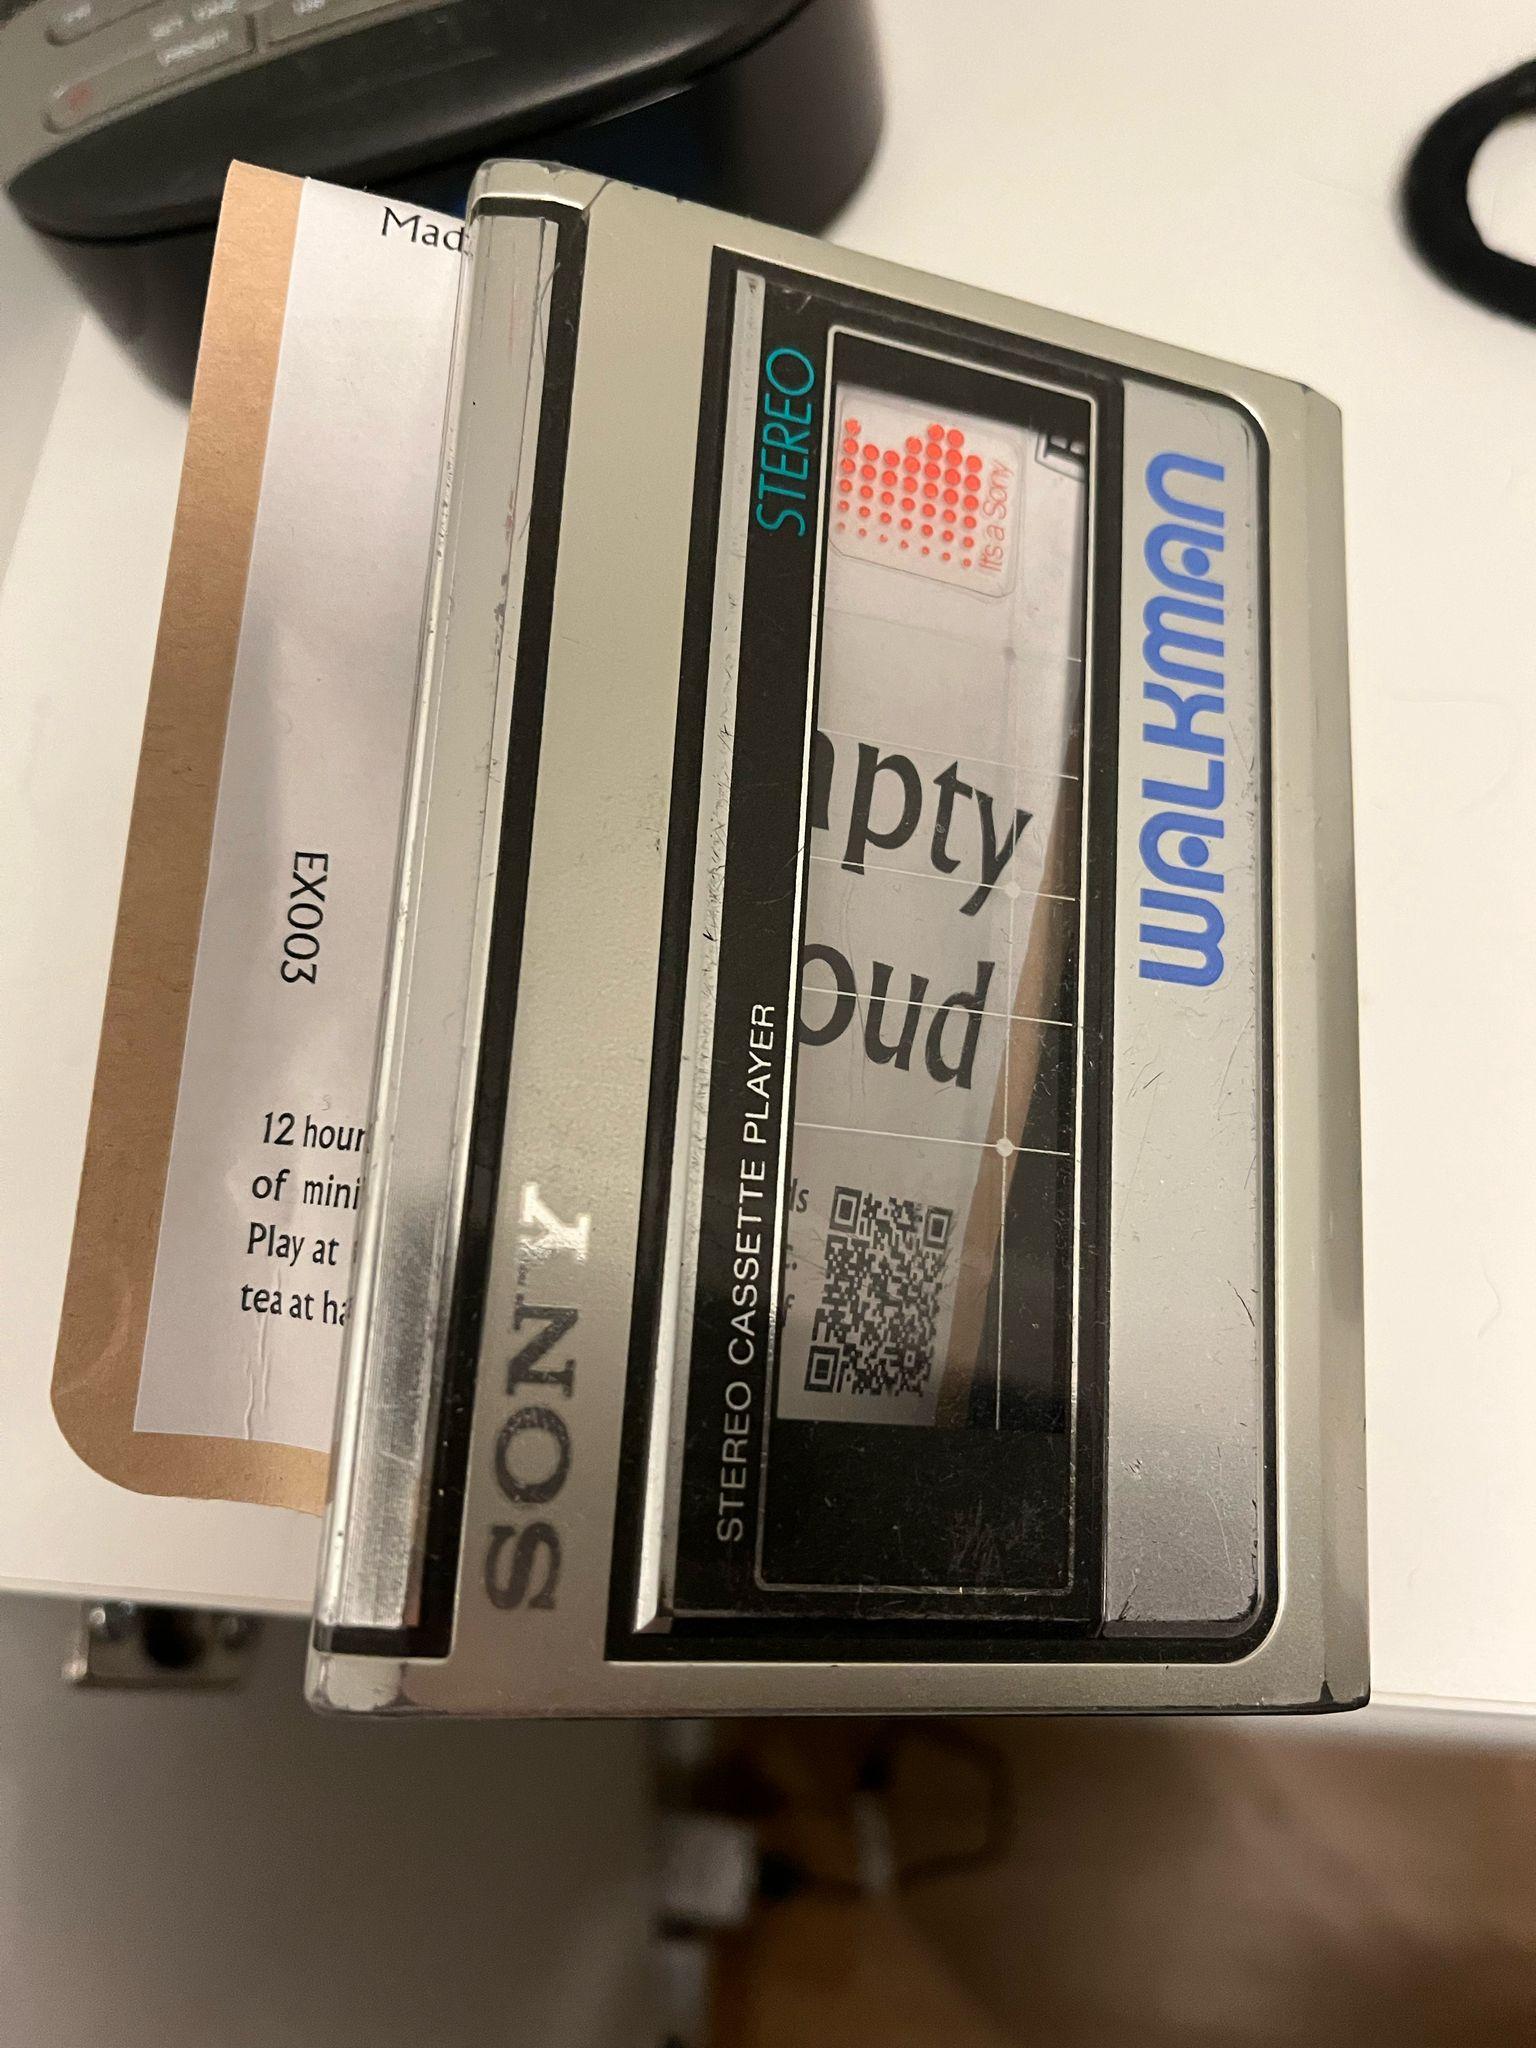 Mad
EX003
12 hour
of mini
Play at
tea at ha
SONY
STEREO CASSETTE PLAYER
STEREO
It's a Sony
pty
oud
ds
WALKMAN